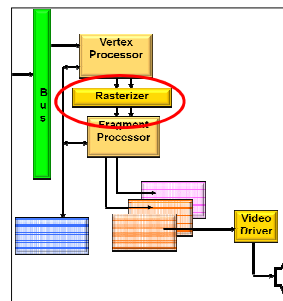 Vertex
Processor
B
u
s
Rasterizer
Fragment
Processor
Video
Driver